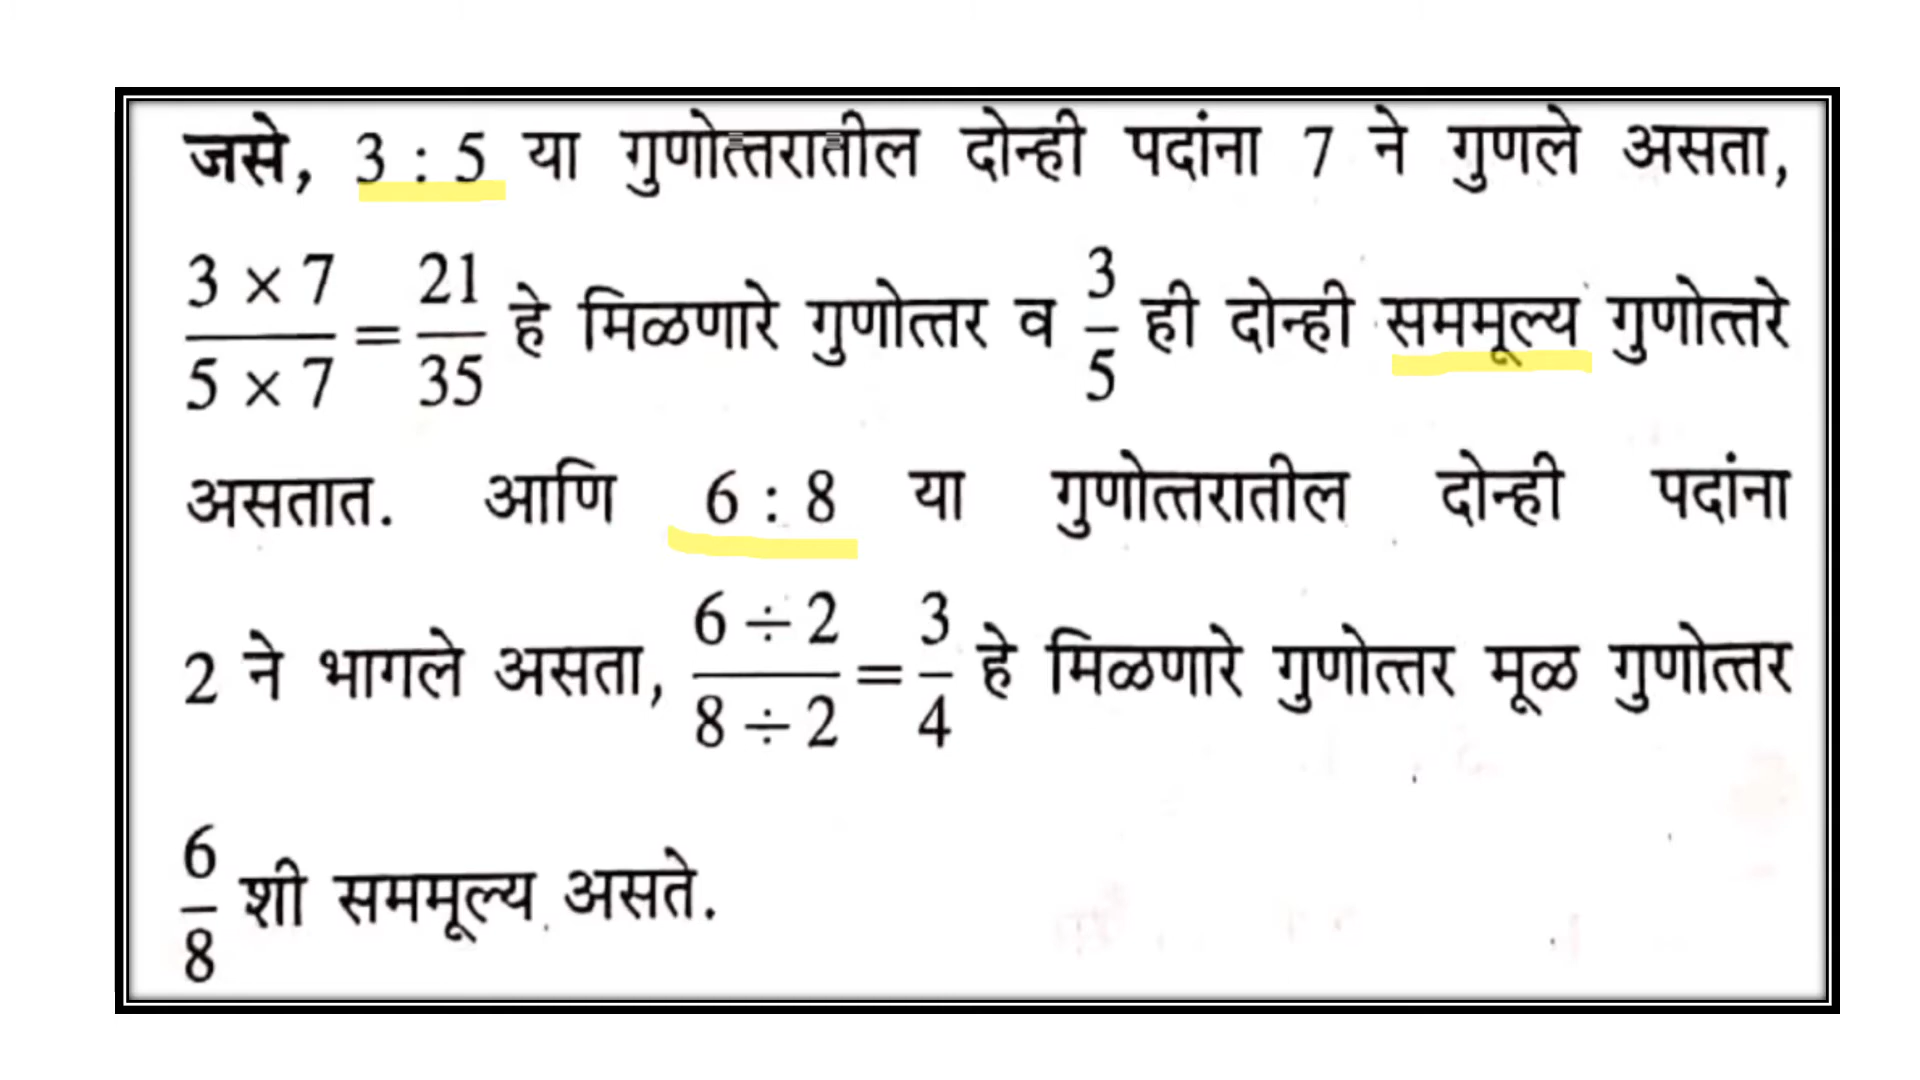 जसे, 3 : 5 या गुणोत्तरातील दोन्ही पदांना 7 ने गुणले असता,
3 × 7 / 5 × 7 = 21 / 35 हे मिळणारे गुणोत्तर व 3 / 5 ही दोन्ही सममूल्य गुणोत्तरे
असतात. आणि 6 : 8 या गुणोत्तरातील दोन्ही पदांना
2 ने भागले असता, 6 ÷ 2 / 8 ÷ 2 = 3 / 4 हे मिळणारे गुणोत्तर मूळ गुणोत्तर
6 / 8 शी सममूल्य असते.